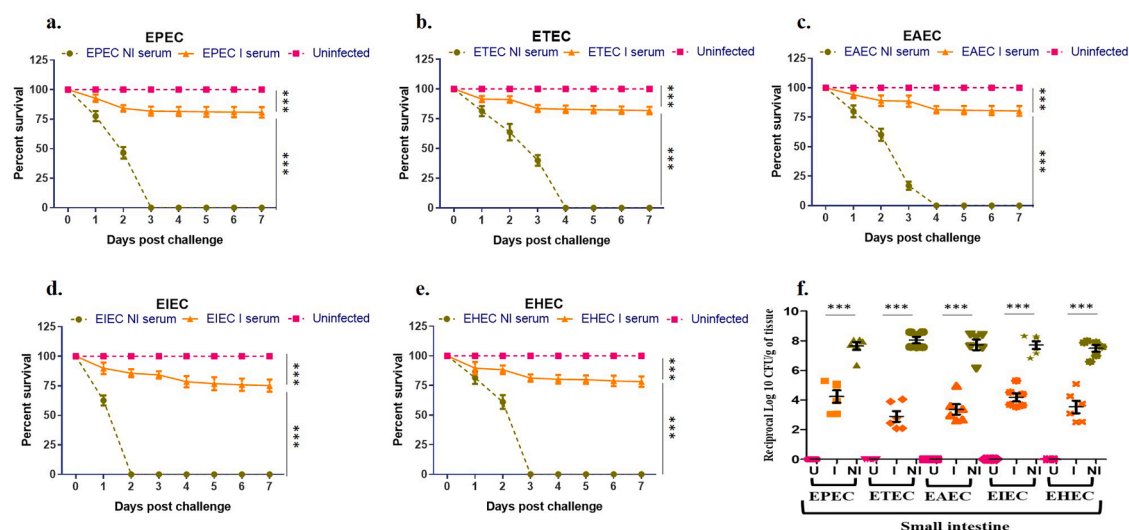 a.
EPEC
EPEC NI serum EPEC I serum Uninfected
Percent survival
125
100
75
50
25
0
***
***
0 1 2 3 4 5 6 7
Days post challenge
b.
ETEC
ETEC NI serum ETEC I serum Uninfected
Percent survival
125
100
75
50
25
0
***
***
0 1 2 3 4 5 6 7
Days post challenge
c.
EAEC
EAEC NI serum EAEC I serum Uninfected
Percent survival
125
100
75
50
25
0
***
***
0 1 2 3 4 5 6 7
Days post challenge
d.
EIEC
EIEC NI serum EIEC I serum Uninfected
Percent survival
125
100
75
50
25
0
***
***
0 1 2 3 4 5 6 7
Days post challenge
e.
EHEC
EHEC NI serum EHEC I serum Uninfected
Percent survival
125
100
75
50
25
0
***
***
0 1 2 3 4 5 6 7
Days post challenge
f.
*** *** *** *** ***
Reciprocal Log 10 CFU/g of tissue
10
8
6
4
2
0
U I NI U I NI U I NI U I NI U I NI
EPEC ETEC EAEC EIEC EHEC
Small intestine